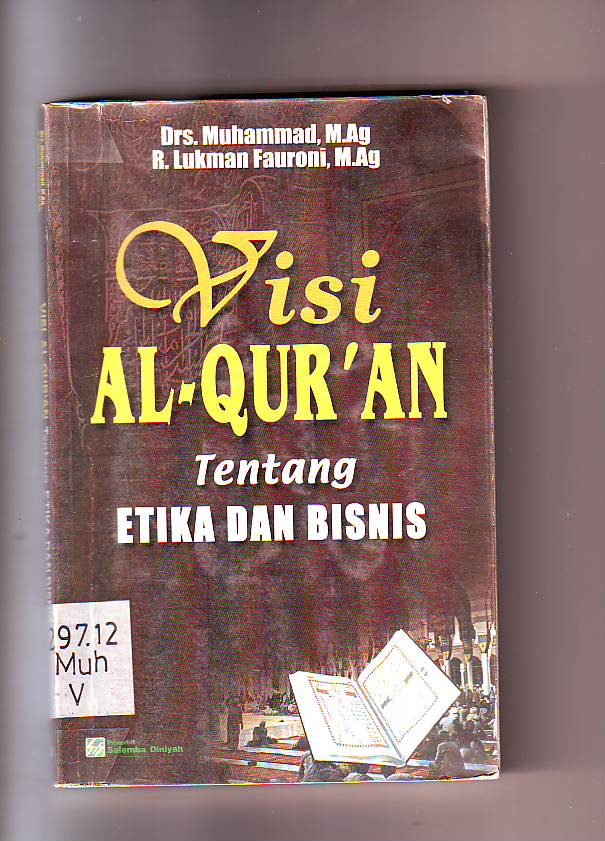 Drs. Muhammad, M.Ag
R. Lukman Fauroni, M.Ag
Visi
AL-QUR'AN
Tentang
ETIKA DAN BISNIS
297.12
Muh
V
Penerbit
Salemba Diniyah